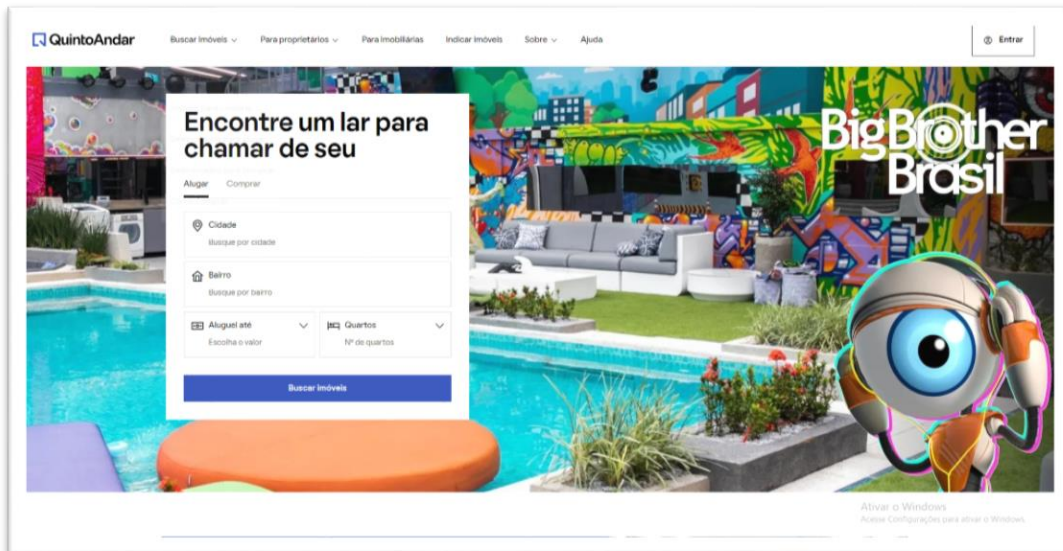 QuintoAndar Buscar imóveis Para proprietários Para imobiliárias Indicar imóveis Sobre Ajuda Entrar
Encontre um lar para
chamar de seu
Alugar Comprar
Cidade
Busque por cidade
Bairro
Busque por bairro
Aluguel até Quartos
Escolha o valor Nº de quartos
Buscar imóveis
Big Brother
Brasil
Ativar o Windows
Acesse Configurações para ativar o Windows.